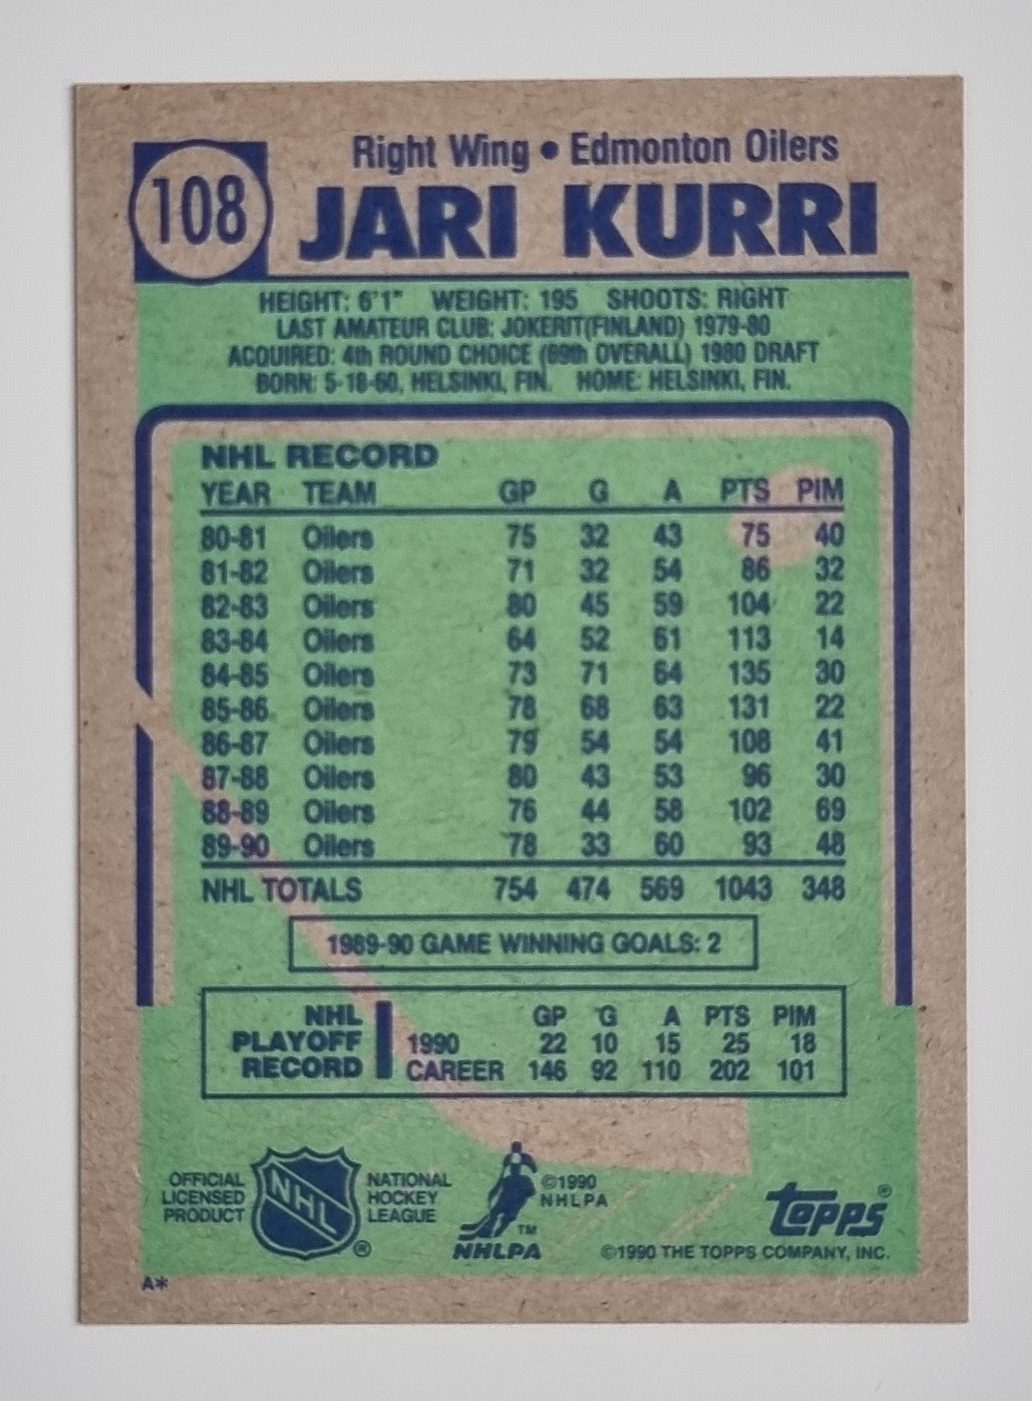 108
Right Wing • Edmonton Oilers
JARI KURRI
HEIGHT: 6'1" WEIGHT: 195 SHOOTS: RIGHT
LAST AMATEUR CLUB: JOKERIT(FINLAND) 1979-80
ACQUIRED: 4th ROUND CHOICE (69th OVERALL) 1980 DRAFT
BORN: 5-18-60, HELSINKI, FIN. HOME: HELSINKI, FIN.
NHL RECORD
YEAR TEAM GP G A PTS PIM
80-81 Oilers 75 32 43 75 40
81-82 Oilers 71 32 54 86 32
82-83 Oilers 80 45 59 104 22
83-84 Oilers 64 52 61 113 14
84-85 Oilers 73 71 64 135 30
85-86 Oilers 78 68 63 131 22
86-87 Oilers 79 54 54 108 41
87-88 Oilers 80 43 53 96 30
88-89 Oilers 76 44 58 102 69
89-90 Oilers 78 33 60 93 48
NHL TOTALS 754 474 569 1043 348
1989-90 GAME WINNING GOALS: 2
NHL GP G A PTS PIM
PLAYOFF 1990 22 10 15 25 18
RECORD CAREER 146 92 110 202 101
OFFICIAL LICENSED PRODUCT
NHL ®
NATIONAL HOCKEY LEAGUE
©1990 NHLPA
TM
NHLPA
topps®
©1990 THE TOPPS COMPANY, INC.
A*